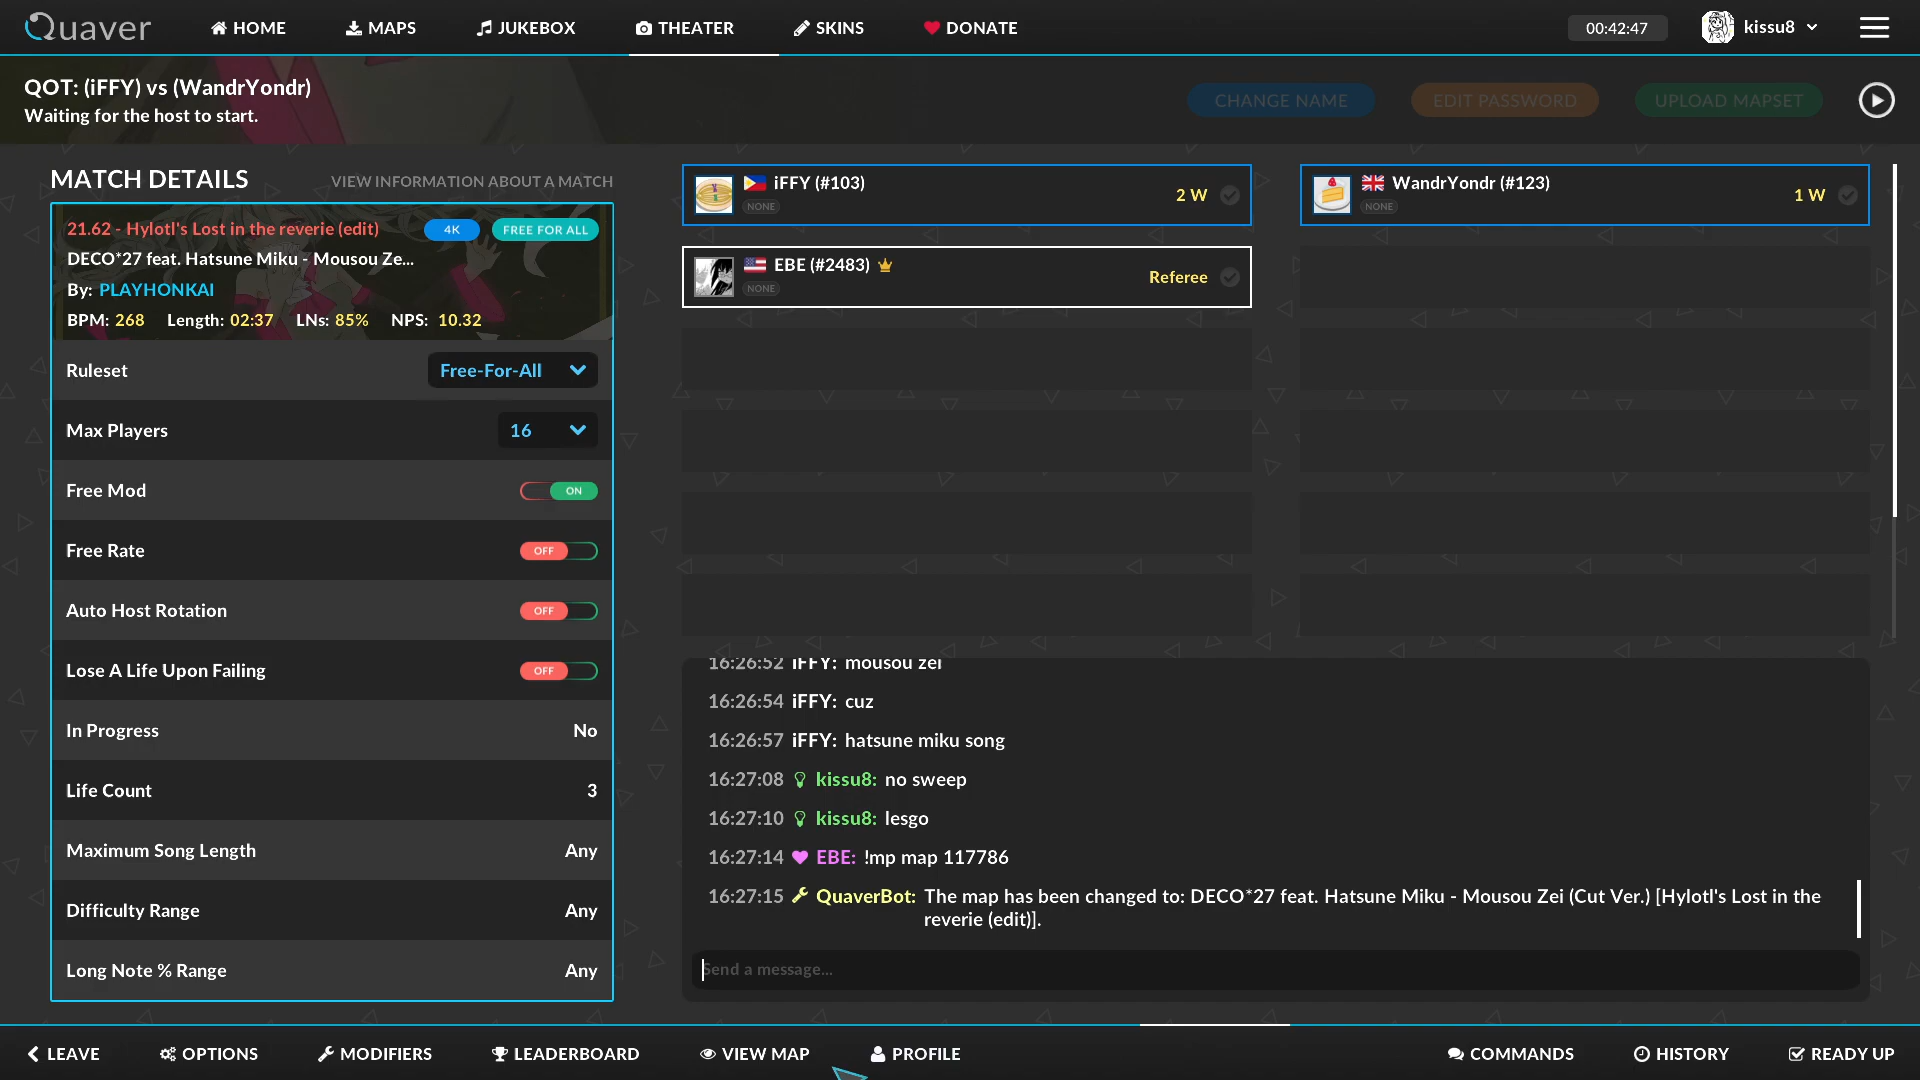 Quaver
HOME
MAPS
JUKEBOX
THEATER
SKINS
DONATE
00:42:47
kissu8
QOT: (iFFY) vs (WandrYondr)
Waiting for the host to start.
CHANGE NAME
EDIT PASSWORD
UPLOAD MAPSET
MATCH DETAILS
VIEW INFORMATION ABOUT A MATCH
21.62 - Hylotl's Lost in the reverie (edit)
4K
FREE FOR ALL
DECO*27 feat. Hatsune Miku - Mousou Ze...
By: PLAYHONKAI
BPM: 268 Length: 02:37 LNs: 85% NPS: 10.32
Ruleset Free-For-All
Max Players 16
Free Mod ON
Free Rate OFF
Auto Host Rotation OFF
Lose A Life Upon Failing OFF
In Progress No
Life Count 3
Maximum Song Length Any
Difficulty Range Any
Long Note % Range Any
iFFY (#103)
NONE
2 W
WandrYondr (#123)
NONE
1 W
EBE (#2483)
NONE
Referee
16:26:52 iFFY: mousou zei
16:26:54 iFFY: cuz
16:26:57 iFFY: hatsune miku song
16:27:08 kissu8: no sweep
16:27:10 kissu8: lesgo
16:27:14 EBE: !mp map 117786
16:27:15 QuaverBot: The map has been changed to: DECO*27 feat. Hatsune Miku - Mousou Zei (Cut Ver.) [Hylotl's Lost in the
reverie (edit)].
Send a message...
LEAVE
OPTIONS
MODIFIERS
LEADERBOARD
VIEW MAP
PROFILE
COMMANDS
HISTORY
READY UP